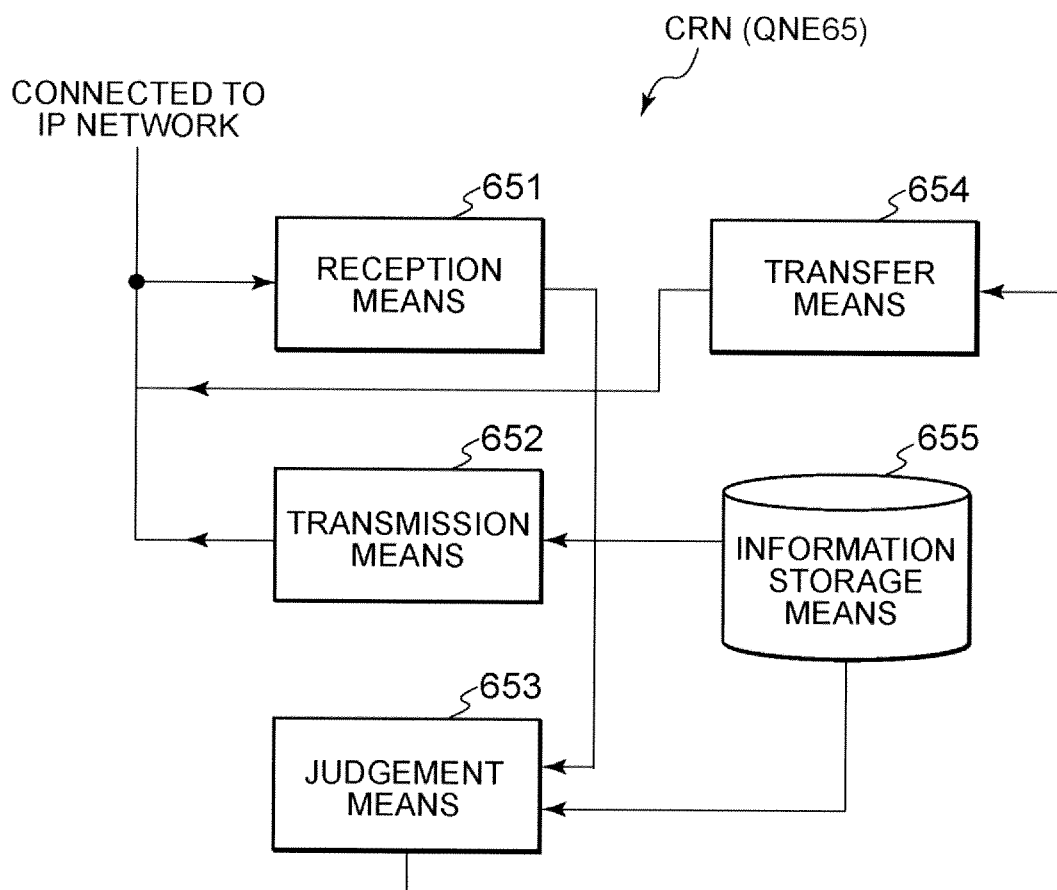 CRN (QNE65)
CONNECTED TO
IP NETWORK
651
RECEPTION
MEANS
654
TRANSFER
MEANS
652
TRANSMISSION
MEANS
655
INFORMATION
STORAGE
MEANS
653
JUDGEMENT
MEANS